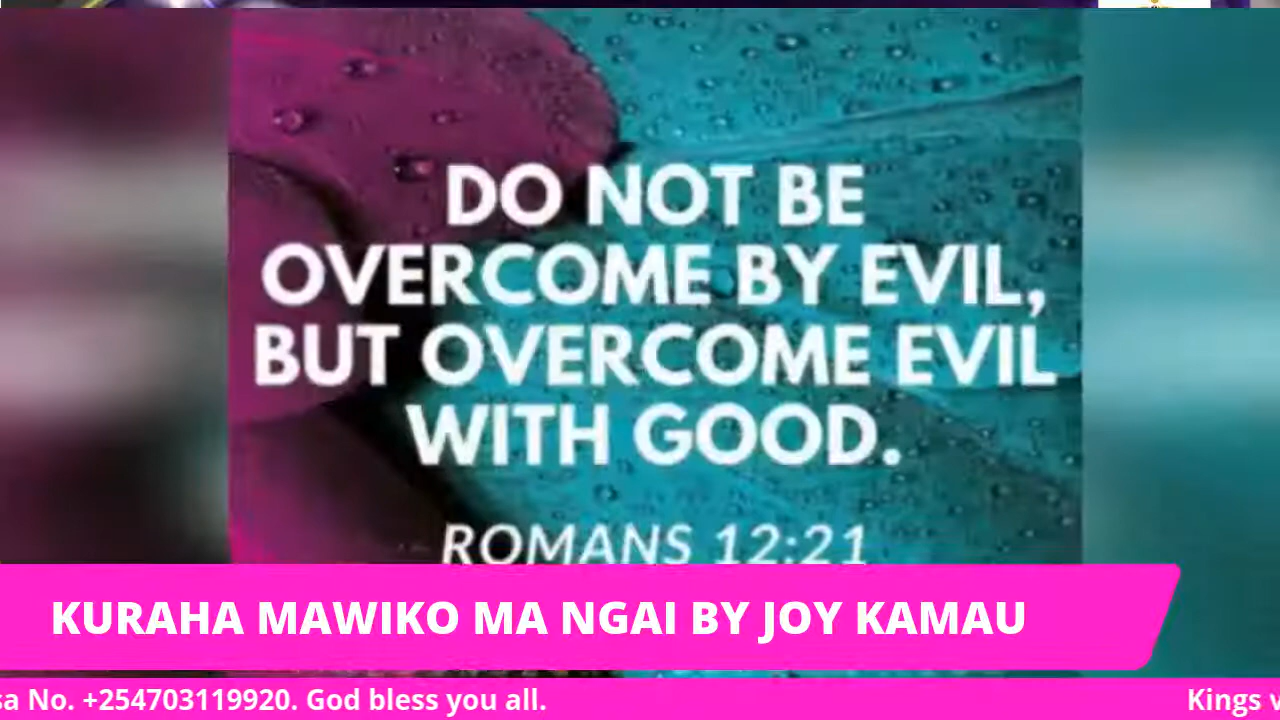 DO NOT BE
OVERCOME BY EVIL,
BUT OVERCOME EVIL
WITH GOOD.
ROMANS 12:21
KURAHA MAWIKO MA NGAI BY JOY KAMAU
sa No. +254703119920. God bless you all. Kings v